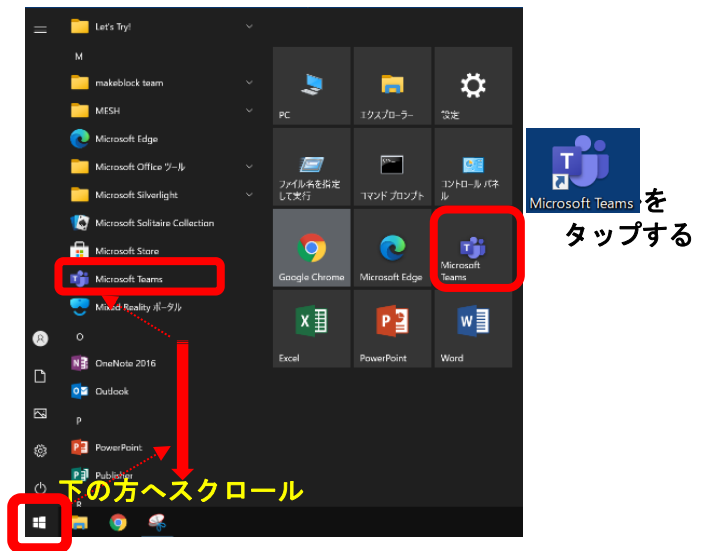 Let's Try!
M
makeblock team
MESH
Microsoft Edge
Microsoft Office ツール
Microsoft Silverlight
Microsoft Solitaire Collection
Microsoft Store
Microsoft Teams
Mixed Reality ポータル
O
OneNote 2016
Outlook
P
PowerPoint
Publisher
R
下の方へスクロール
PC
エクスプローラー
設定
ファイル名を指定
して実行
コマンド プロンプト
コントロール パネ
ル
Google Chrome
Microsoft Edge
Microsoft
Teams
Excel
PowerPoint
Word
Microsoft Teams
を
タップする